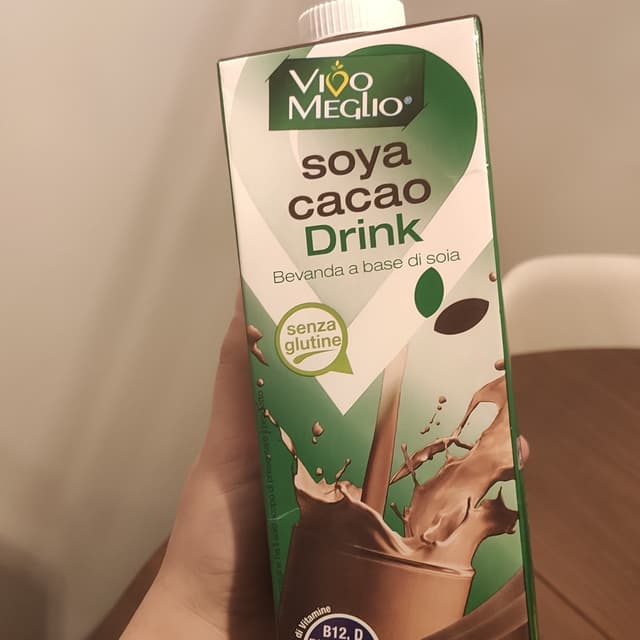 VIVO
MEGLIO®
soya
cacao
Drink
Bevanda a base di soia
senza
glutine
di Vitamine
B12, D